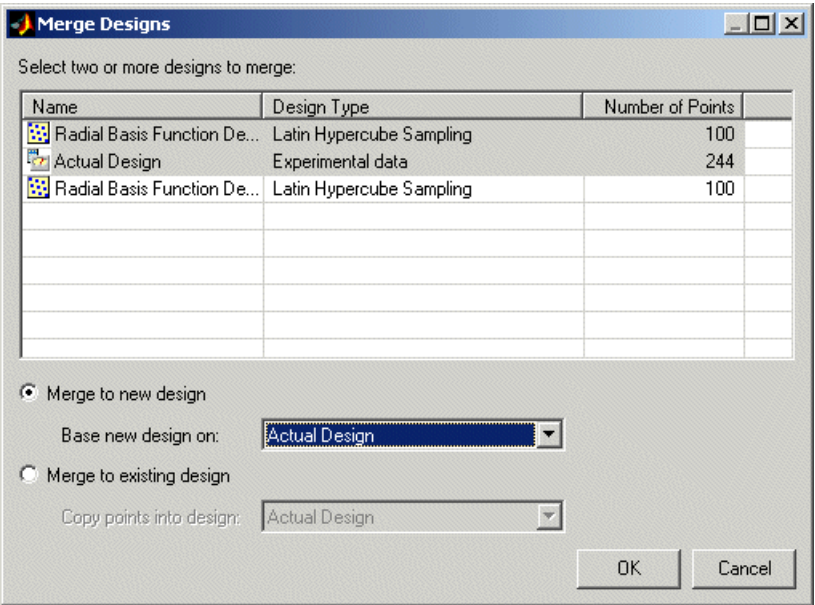 Merge Designs
Select two or more designs to merge:
Name Design Type Number of Points
Radial Basis Function De... Latin Hypercube Sampling 100
Actual Design Experimental data 244
Radial Basis Function De... Latin Hypercube Sampling 100
Merge to new design
Base new design on: Actual Design
Merge to existing design
Copy points into design: Actual Design
OK Cancel